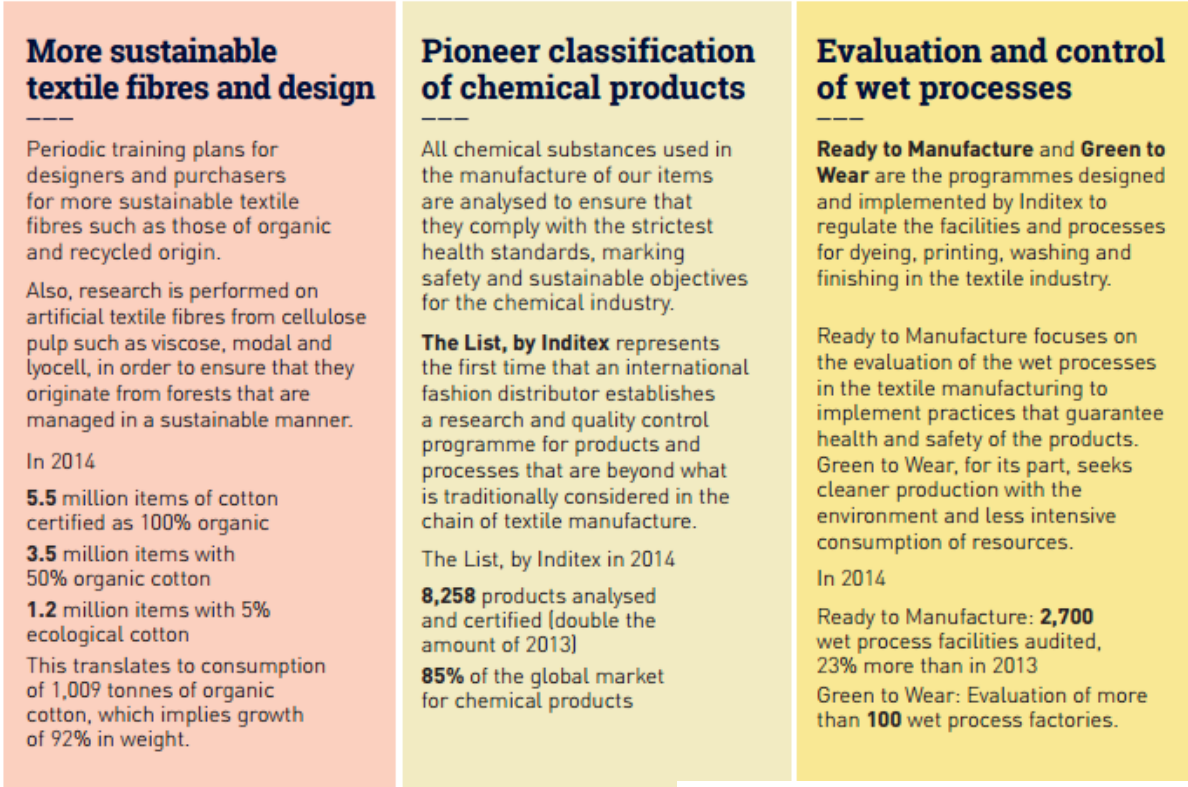 More sustainable
textile fibres and design
Periodic training plans for
designers and purchasers
for more sustainable textile
fibres such as those of organic
and recycled origin.
Also, research is performed on
artificial textile fibres from cellulose
pulp such as viscose, modal and
lyocell, in order to ensure that they
originate from forests that are
managed in a sustainable manner.
In 2014
5.5 million items of cotton
certified as 100% organic
3.5 million items with
50% organic cotton
1.2 million items with 5%
ecological cotton
This translates to consumption
of 1,009 tonnes of organic
cotton, which implies growth
of 92% in weight.
Pioneer classification
of chemical products
All chemical substances used in
the manufacture of our items
are analysed to ensure that
they comply with the strictest
health standards, marking
safety and sustainable objectives
for the chemical industry.
The List, by Inditex represents
the first time that an international
fashion distributor establishes
a research and quality control
programme for products and
processes that are beyond what
is traditionally considered in the
chain of textile manufacture.
The List, by Inditex in 2014
8,258 products analysed
and certified (double the
amount of 2013)
85% of the global market
for chemical products
Evaluation and control
of wet processes
Ready to Manufacture and Green to
Wear are the programmes designed
and implemented by Inditex to
regulate the facilities and processes
for dyeing, printing, washing and
finishing in the textile industry.
Ready to Manufacture focuses on
the evaluation of the wet processes
in the textile manufacturing to
implement practices that guarantee
health and safety of the products.
Green to Wear, for its part, seeks
cleaner production with the
environment and less intensive
consumption of resources.
In 2014
Ready to Manufacture: 2,700
wet process facilities audited,
23% more than in 2013
Green to Wear: Evaluation of more
than 100 wet process factories.